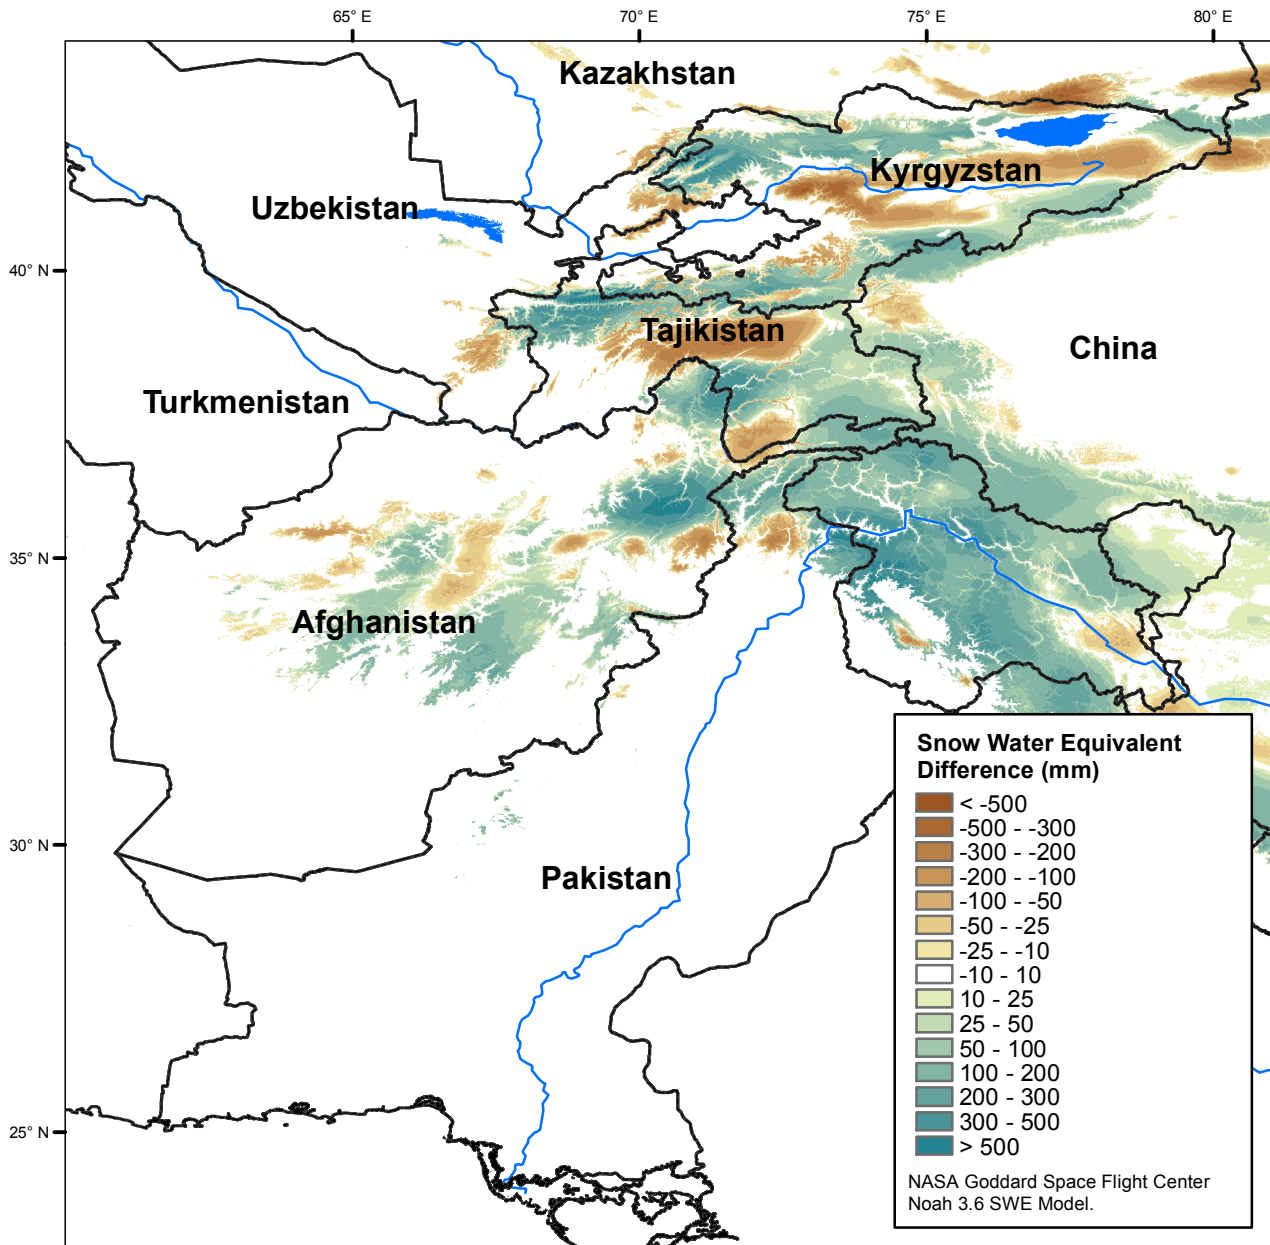 65° E
70° E
75° E
80° E
Kazakhstan
Kyrgyzstan
Uzbekistan
40° N
Tajikistan
China
Turkmenistan
35° N
Afghanistan
30° N
Pakistan
25° N
Snow Water Equivalent
Difference (mm)
< -500
-500 - -300
-300 - -200
-200 - -100
-100 - -50
-50 - -25
-25 - -10
-10 - 10
10 - 25
25 - 50
50 - 100
100 - 200
200 - 300
300 - 500
> 500
NASA Goddard Space Flight Center
Noah 3.6 SWE Model.